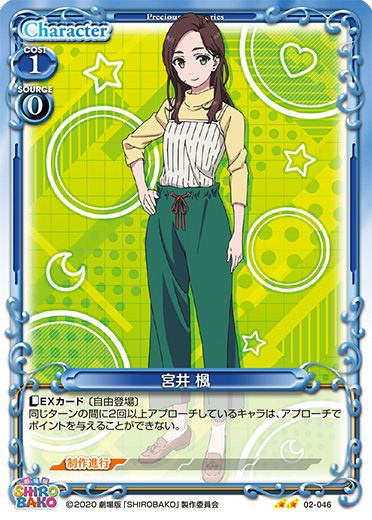 Character
COST
1
SOURCE
0
宮井 楓
EXカード〔自由登場〕
同じターンの間に2回以上アプローチしているキャラは、アプローチで
ポイントを与えることができない。
制作進行
劇場版
SHIRO
BAKO
02-046
©2020 劇場版「SHIROBAKO」製作委員会